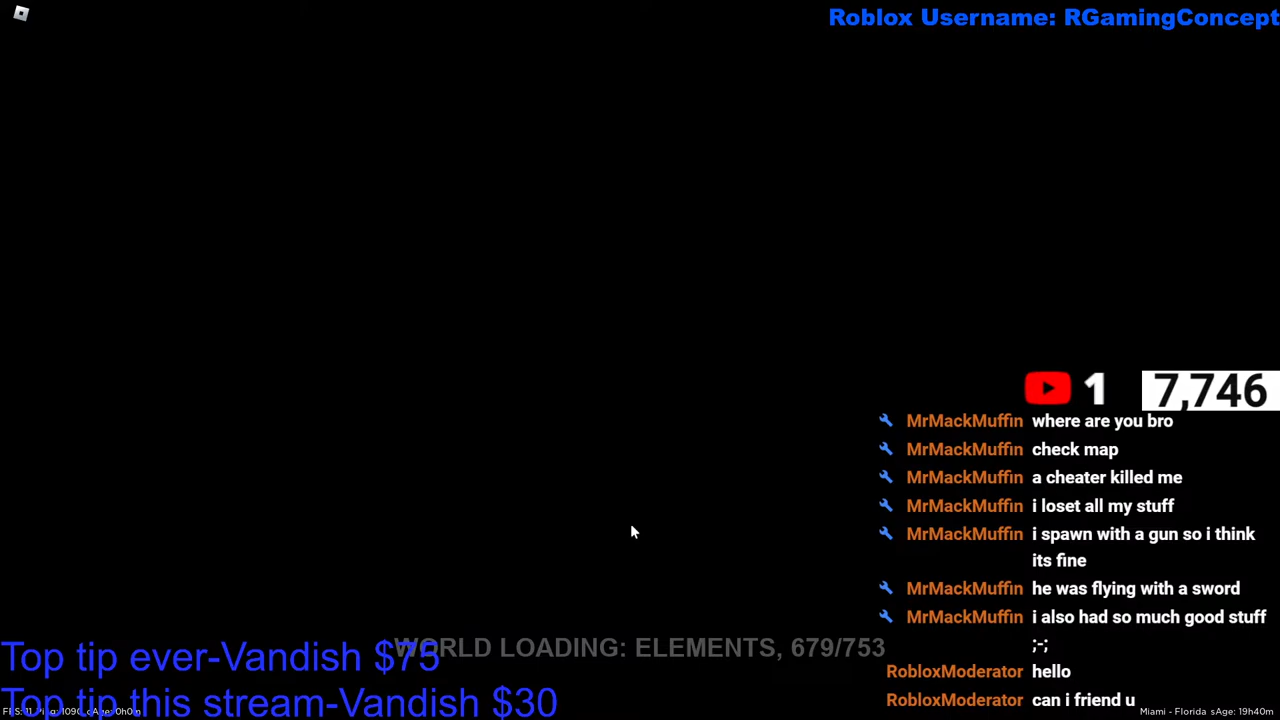 Roblox Username: RGamingConcept
1 7,746
MrMackMuffin where are you bro
MrMackMuffin check map
MrMackMuffin a cheater killed me
MrMackMuffin i loset all my stuff
MrMackMuffin i spawn with a gun so i think
its fine
MrMackMuffin he was flying with a sword
MrMackMuffin i also had so much good stuff
;-;
RobloxModerator hello
RobloxModerator can i friend u
WORLD LOADING: ELEMENTS, 679/753
Top tip ever-Vandish $75
Top tip this stream-Vandish $30
Miami - Florida sAge: 19h40m